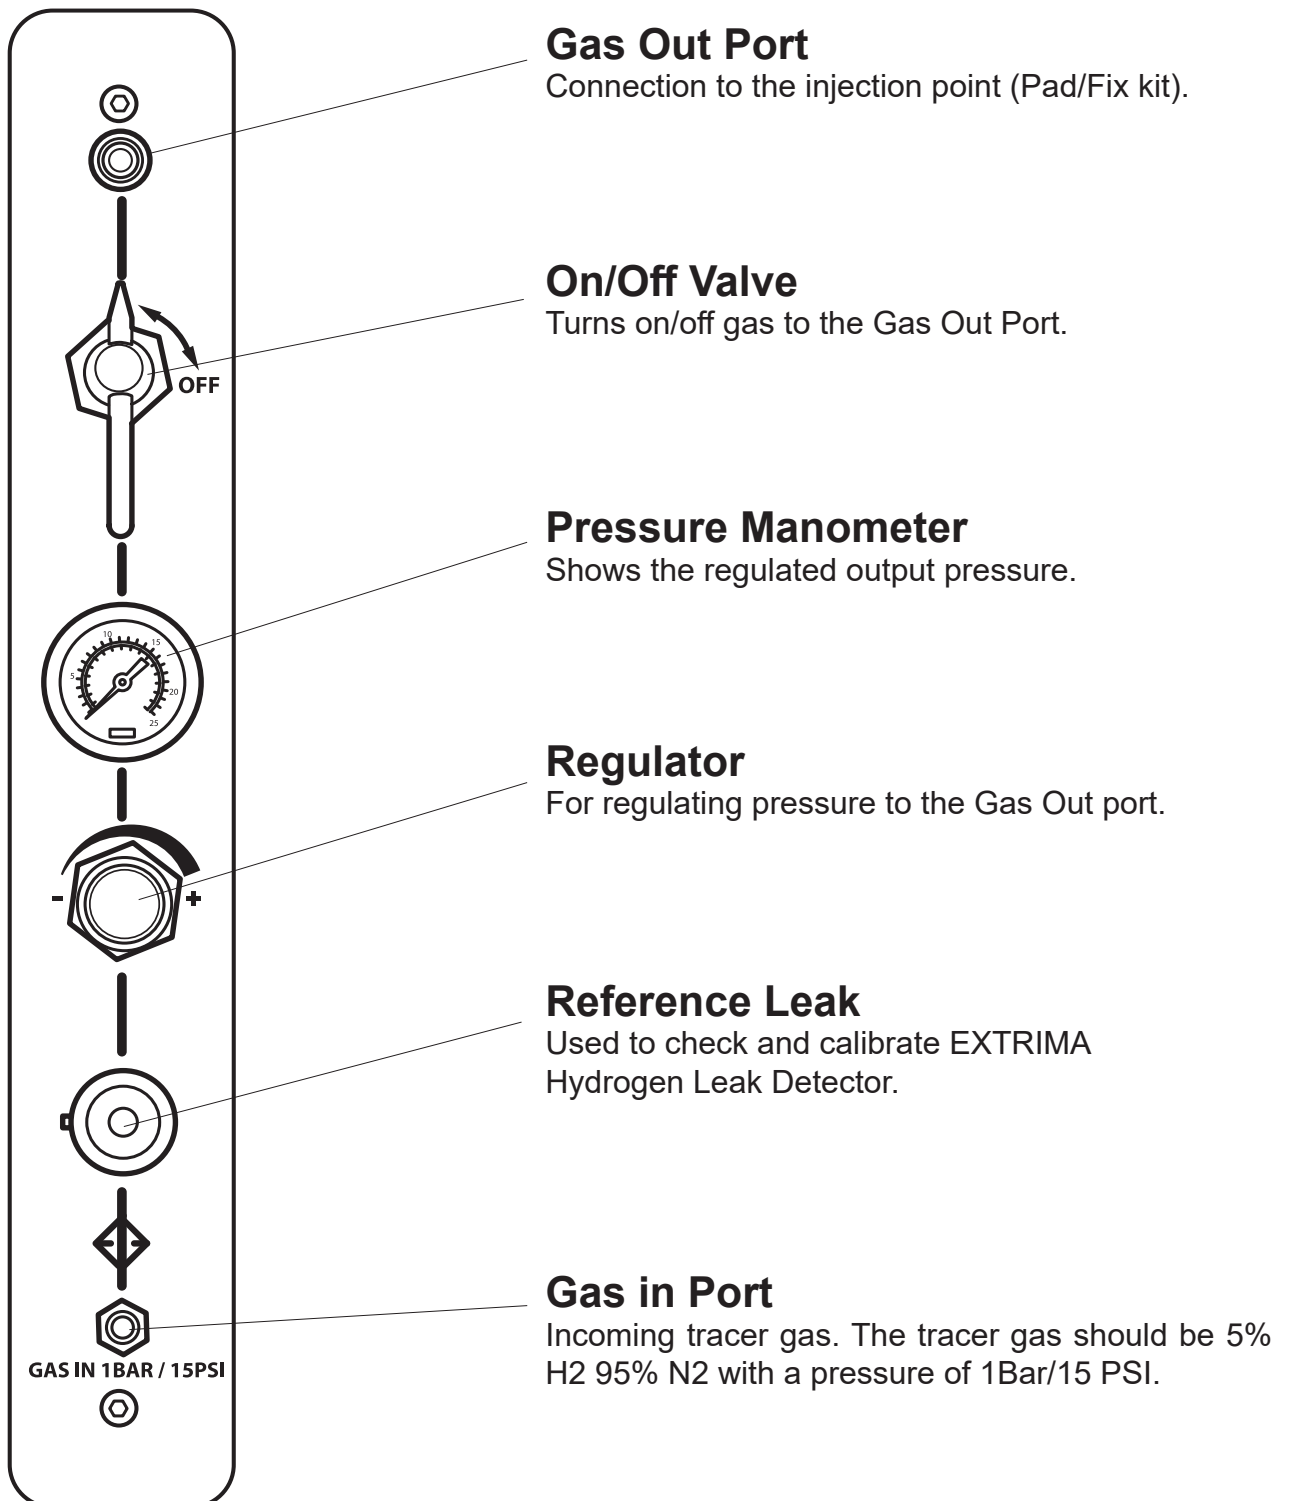 Gas Out Port
Connection to the injection point (Pad/Fix kit).
On/Off Valve
Turns on/off gas to the Gas Out Port.
OFF
Pressure Manometer
Shows the regulated output pressure.
5
10
15
20
25
Regulator
For regulating pressure to the Gas Out port.
- +
Reference Leak
Used to check and calibrate EXTRIMA
Hydrogen Leak Detector.
Gas in Port
Incoming tracer gas. The tracer gas should be 5%
H2 95% N2 with a pressure of 1Bar/15 PSI.
GAS IN 1BAR / 15PSI